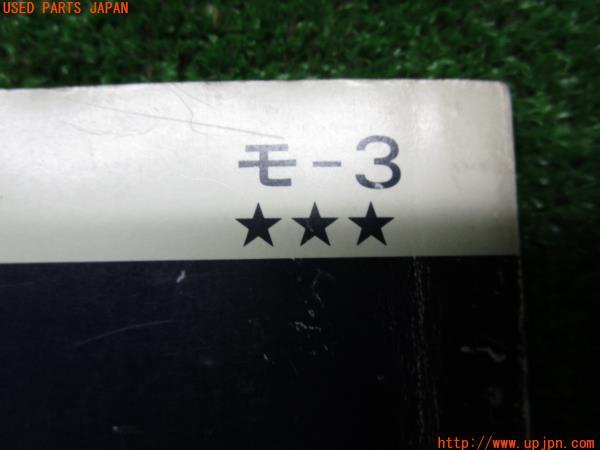 USED PARTS JAPAN
モ-3
★★★
http://www.upjpn.com/